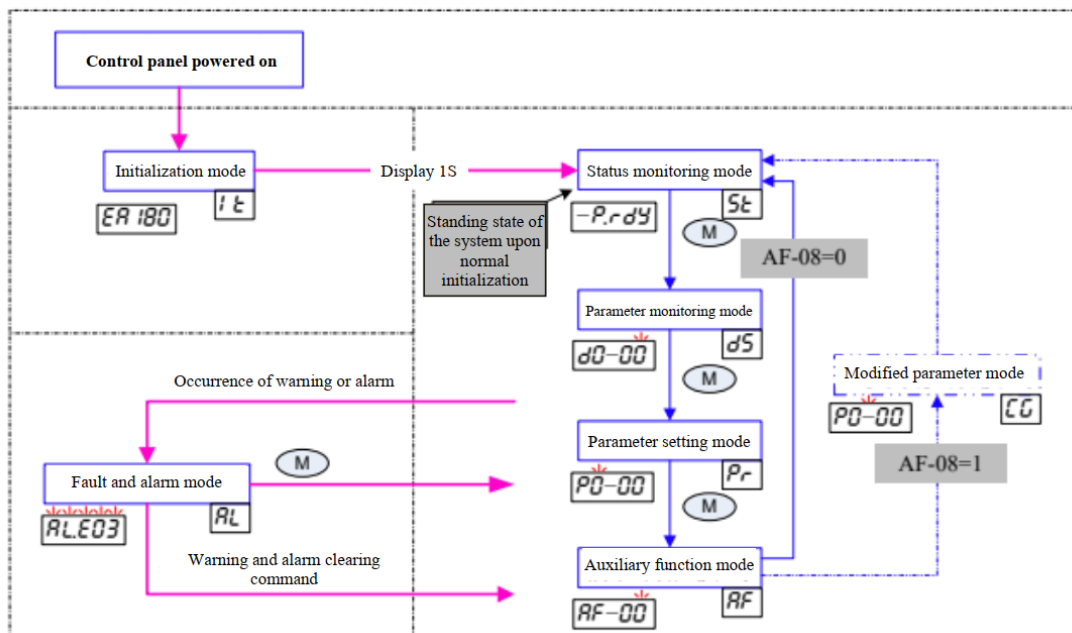 Control panel powered on
Initialization mode
It
EA180
Display 1S
Status monitoring mode
St
-P.rdy
Standing state of
the system upon
normal
initialization
M
AF-08=0
Parameter monitoring mode
dS
d0-00
M
Modified parameter mode
CG
P0-00
AF-08=1
Parameter setting mode
Pr
P0-00
M
Auxiliary function mode
AF
AF-00
Occurrence of warning or alarm
M
Fault and alarm mode
AL
AL.E03
Warning and alarm clearing
command